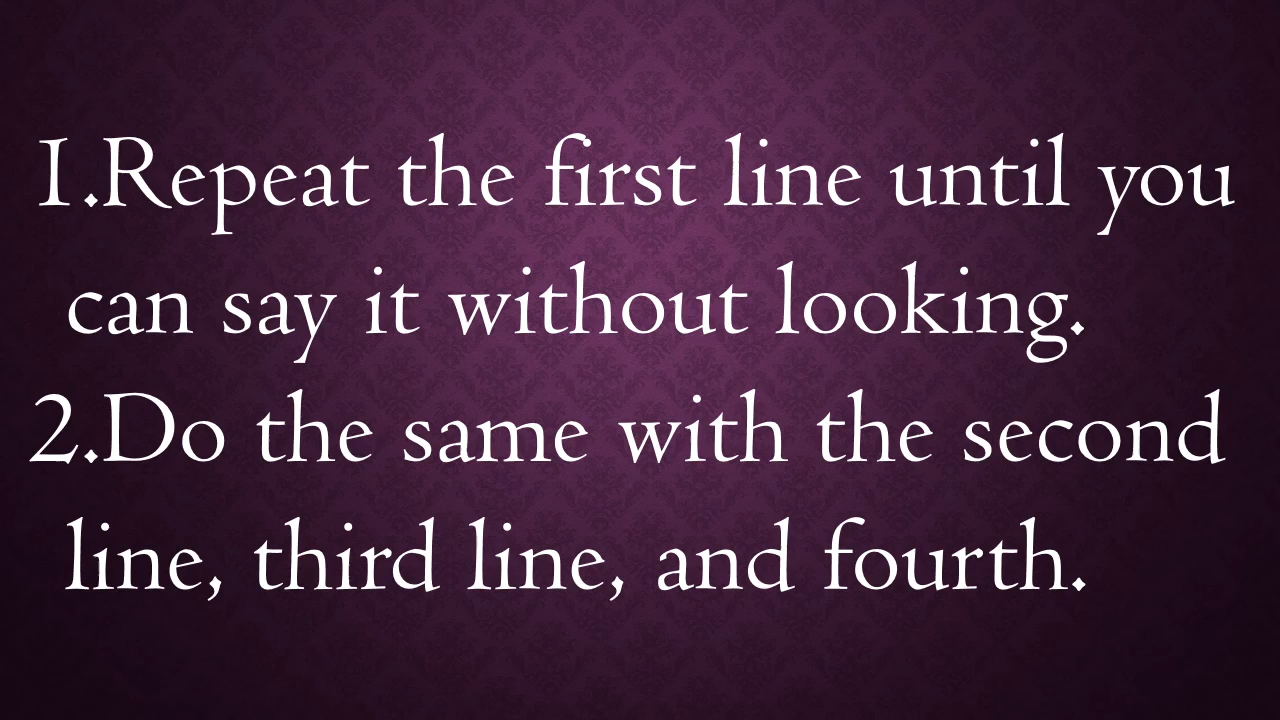 1.Repeat the first line until you
can say it without looking.
2.Do the same with the second
line, third line, and fourth.